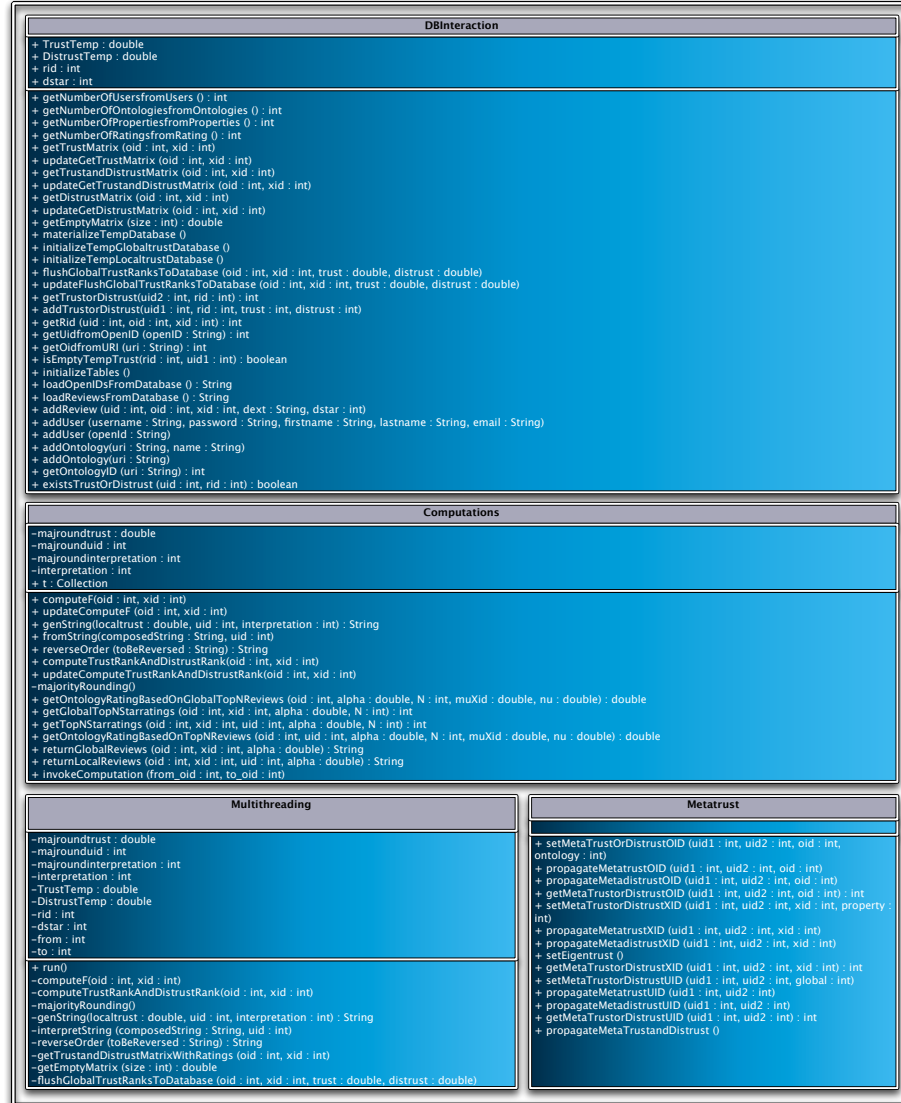 DBInteraction
+ TrustTemp : double
+ DistrustTemp : double
+ rid : int
+ dstar : int
+ getNumberOfUsersfromUsers () : int
+ getNumberOfOntologiesfromOntologies () : int
+ getNumberOfPropertiesfromProperties () : int
+ getNumberOfRatingsfromRating () : int
+ getTrustMatrix (oid : int, xid : int)
+ updateGetTrustMatrix (oid : int, xid : int)
+ getTrustandDistrustMatrix (oid : int, xid : int)
+ updateGetTrustandDistrustMatrix (oid : int, xid : int)
+ getDistrustMatrix (oid : int, xid : int)
+ updateGetDistrustMatrix (oid : int, xid : int)
+ getEmptyMatrix (size : int) : double
+ materializeTempDatabase ()
+ initializeTempGlobaltrustDatabase ()
+ initializeTempLocaltrustDatabase ()
+ flushGlobalTrustRanksToDatabase (oid : int, xid : int, trust : double, distrust : double)
+ updateFlushGlobalTrustRanksToDatabase (oid : int, xid : int, trust : double, distrust : double)
+ getTrustorDistrust(uid2 : int, rid : int) : int
+ addTrustorDistrust(uid1 : int, rid : int, trust : int, distrust : int)
+ getRid (uid : int, oid : int, xid : int) : int
+ getUidfromOpenID (openID : String) : int
+ getOidfromURI (uri : String) : int
+ isEmptyTempTrust(rid : int, uid1 : int) : boolean
+ initializeTables ()
+ loadOpenIDsFromDatabase () : String
+ loadReviewsFromDatabase () : String
+ addReview (uid : int, oid : int, xid : int, dext : String, dstar : int)
+ addUser (username : String, password : String, firstname : String, lastname : String, email : String)
+ addUser (openId : String)
+ addOntology(uri : String, name : String)
+ addOntology(uri : String)
+ getOntologyID (uri : String) : int
+ existsTrustOrDistrust (uid : int, rid : int) : boolean
Computations
-majroundtrust : double
-majrounduid : int
-majroundinterpretation : int
-interpretation : int
+ t : Collection
+ computeF(oid : int, xid : int)
+ updateComputeF (oid : int, xid : int)
+ genString(localtrust : double, uid : int, interpretation : int) : String
+ fromString(composedString : String, uid : int)
+ reverseOrder (toBeReversed : String) : String
+ computeTrustRankAndDistrustRank(oid : int, xid : int)
+ updateComputeTrustRankAndDistrustRank(oid : int, xid : int)
-majorityRounding()
+ getOntologyRatingBasedOnGlobalTopNReviews (oid : int, alpha : double, N : int, muXid : double, nu : double) : double
+ getGlobalTopNStarratings (oid : int, xid : int, alpha : double, N : int) : int
+ getTopNStarratings (oid : int, xid : int, uid : int, alpha : double, N : int) : int
+ getOntologyRatingBasedOnTopNReviews (oid : int, uid : int, alpha : double, N : int, muXid : double, nu : double) : double
+ returnGlobalReviews (oid : int, xid : int, alpha : double) : String
+ returnLocalReviews (oid : int, xid : int, uid : int, alpha : double) : String
+ invokeComputation (from_oid : int, to_oid : int)
Multithreading
-majroundtrust : double
-majrounduid : int
-majroundinterpretation : int
-interpretation : int
-TrustTemp : double
-DistrustTemp : double
-rid : int
-dstar : int
-from : int
-to : int
+ run()
-computeF(oid : int, xid : int)
-computeTrustRankAndDistrustRank(oid : int, xid : int)
-majorityRounding()
-genString(localtrust : double, uid : int, interpretation : int) : String
-interpretString (composedString : String, uid : int)
-reverseOrder (toBeReversed : String) : String
-getTrustandDistrustMatrixWithRatings (oid : int, xid : int)
-getEmptyMatrix (size : int) : double
-flushGlobalTrustRanksToDatabase (oid : int, xid : int, trust : double, distrust : double)
Metatrust
+ setMetaTrustOrDistrustOID (uid1 : int, uid2 : int, oid : int,
ontology : int)
+ propagateMetatrustOID (uid1 : int, uid2 : int, oid : int)
+ propagateMetadistrustOID (uid1 : int, uid2 : int, oid : int)
+ getMetaTrustorDistrustOID (uid1 : int, uid2 : int, oid : int) : int
+ setMetaTrustorDistrustXID (uid1 : int, uid2 : int, xid : int, property :
int)
+ propagateMetatrustXID (uid1 : int, uid2 : int, xid : int)
+ propagateMetadistrustXID (uid1 : int, uid2 : int, xid : int)
+ setEigentrust ()
+ getMetaTrustorDistrustXID (uid1 : int, uid2 : int, xid : int) : int
+ setMetaTrustorDistrustUID (uid1 : int, uid2 : int, global : int)
+ propagateMetatrustUID (uid1 : int, uid2 : int)
+ propagateMetadistrustUID (uid1 : int, uid2 : int)
+ getMetaTrustorDistrustUID (uid1 : int, uid2 : int) : int
+ propagateMetaTrustandDistrust ()